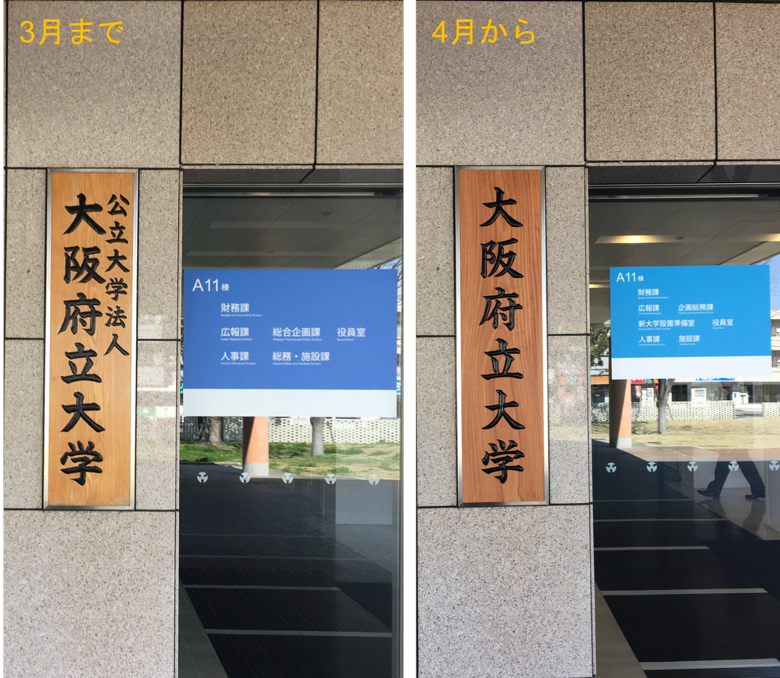 3月まで
公立大学法人
大阪府立大学
A11棟
財務課
広報課 総合企画課 役員室
人事課 総務・施設課
4月から
大阪府立大学
A11棟
財務課
広報課 企画総務課
新大学設置準備室 役員室
人事課 施設課